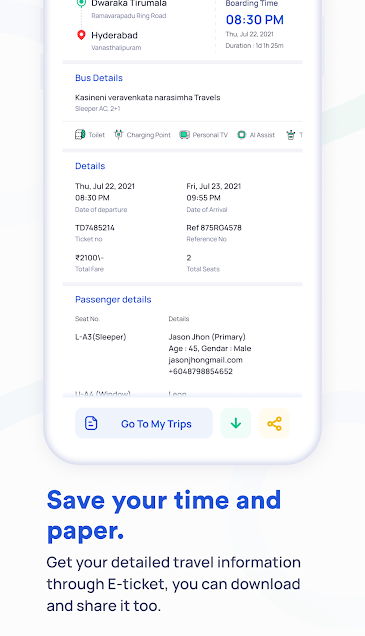 Dwaraka Tirumala
Ramavarapadu Ring Road
Hyderabad
Vanasthalipuram
Boarding Time
08:30 PM
Thu, Jul 22, 2021
Duration : 1d 1h 25m
Bus Details
Kasineni veravenkata narasimha Travels
Sleeper AC, 2+1
Toilet Charging Point Personal TV AI Assist T
Details
Thu, Jul 22, 2021
08:30 PM
Date of departure
Fri, Jul 23, 2021
09:55 PM
Date of Arrival
TD7485214
Ticket no
Ref 875RG4578
Reference No
₹2100\-
Total Fare
2
Total Seats
Passenger details
Seat No. Details
L-A3(Sleeper)
Jason Jhon (Primary)
Age : 45, Gendar : Male
jasonjhongmail.com
+6048798854652
Go To My Trips
Save your time and
paper.
Get your detailed travel information
through E-ticket, you can download
and share it too.